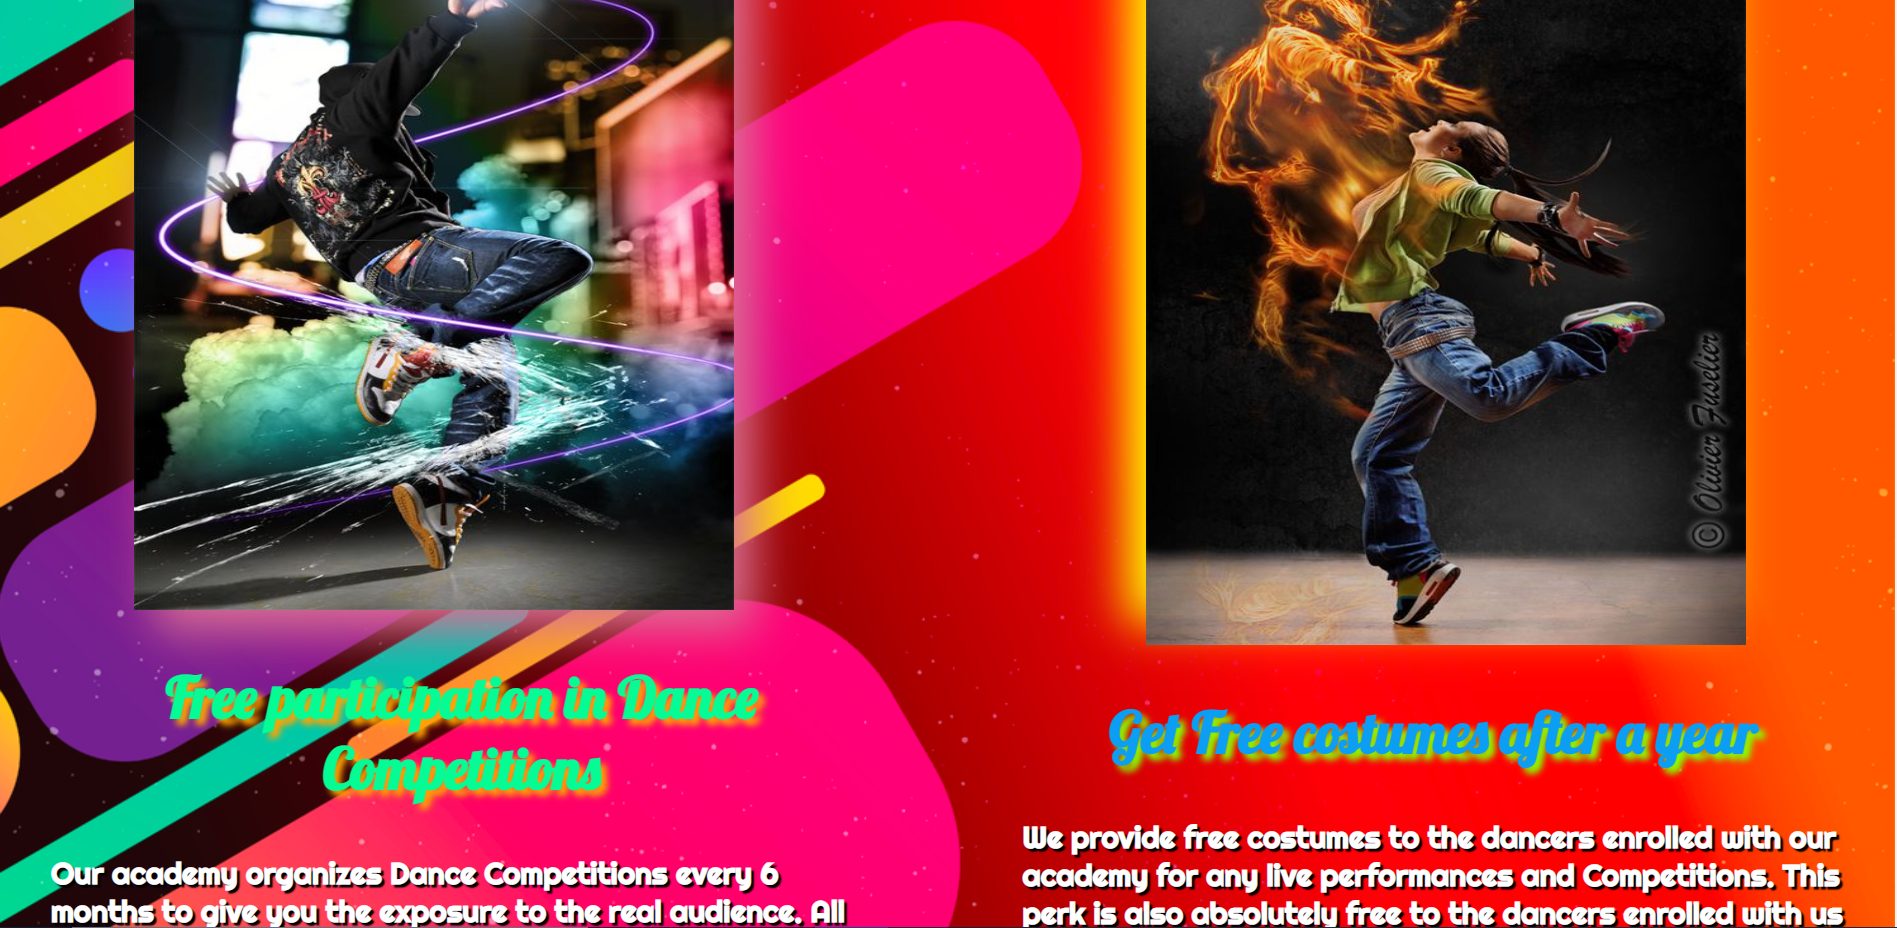 © Olivier Fuselier
Free participation in Dance
Competitions
Our academy organizes Dance Competitions every 6
months to give you the exposure to the real audience. All
Get Free costumes after a year
We provide free costumes to the dancers enrolled with our
academy for any live performances and Competitions. This
perk is also absolutely free to the dancers enrolled with us